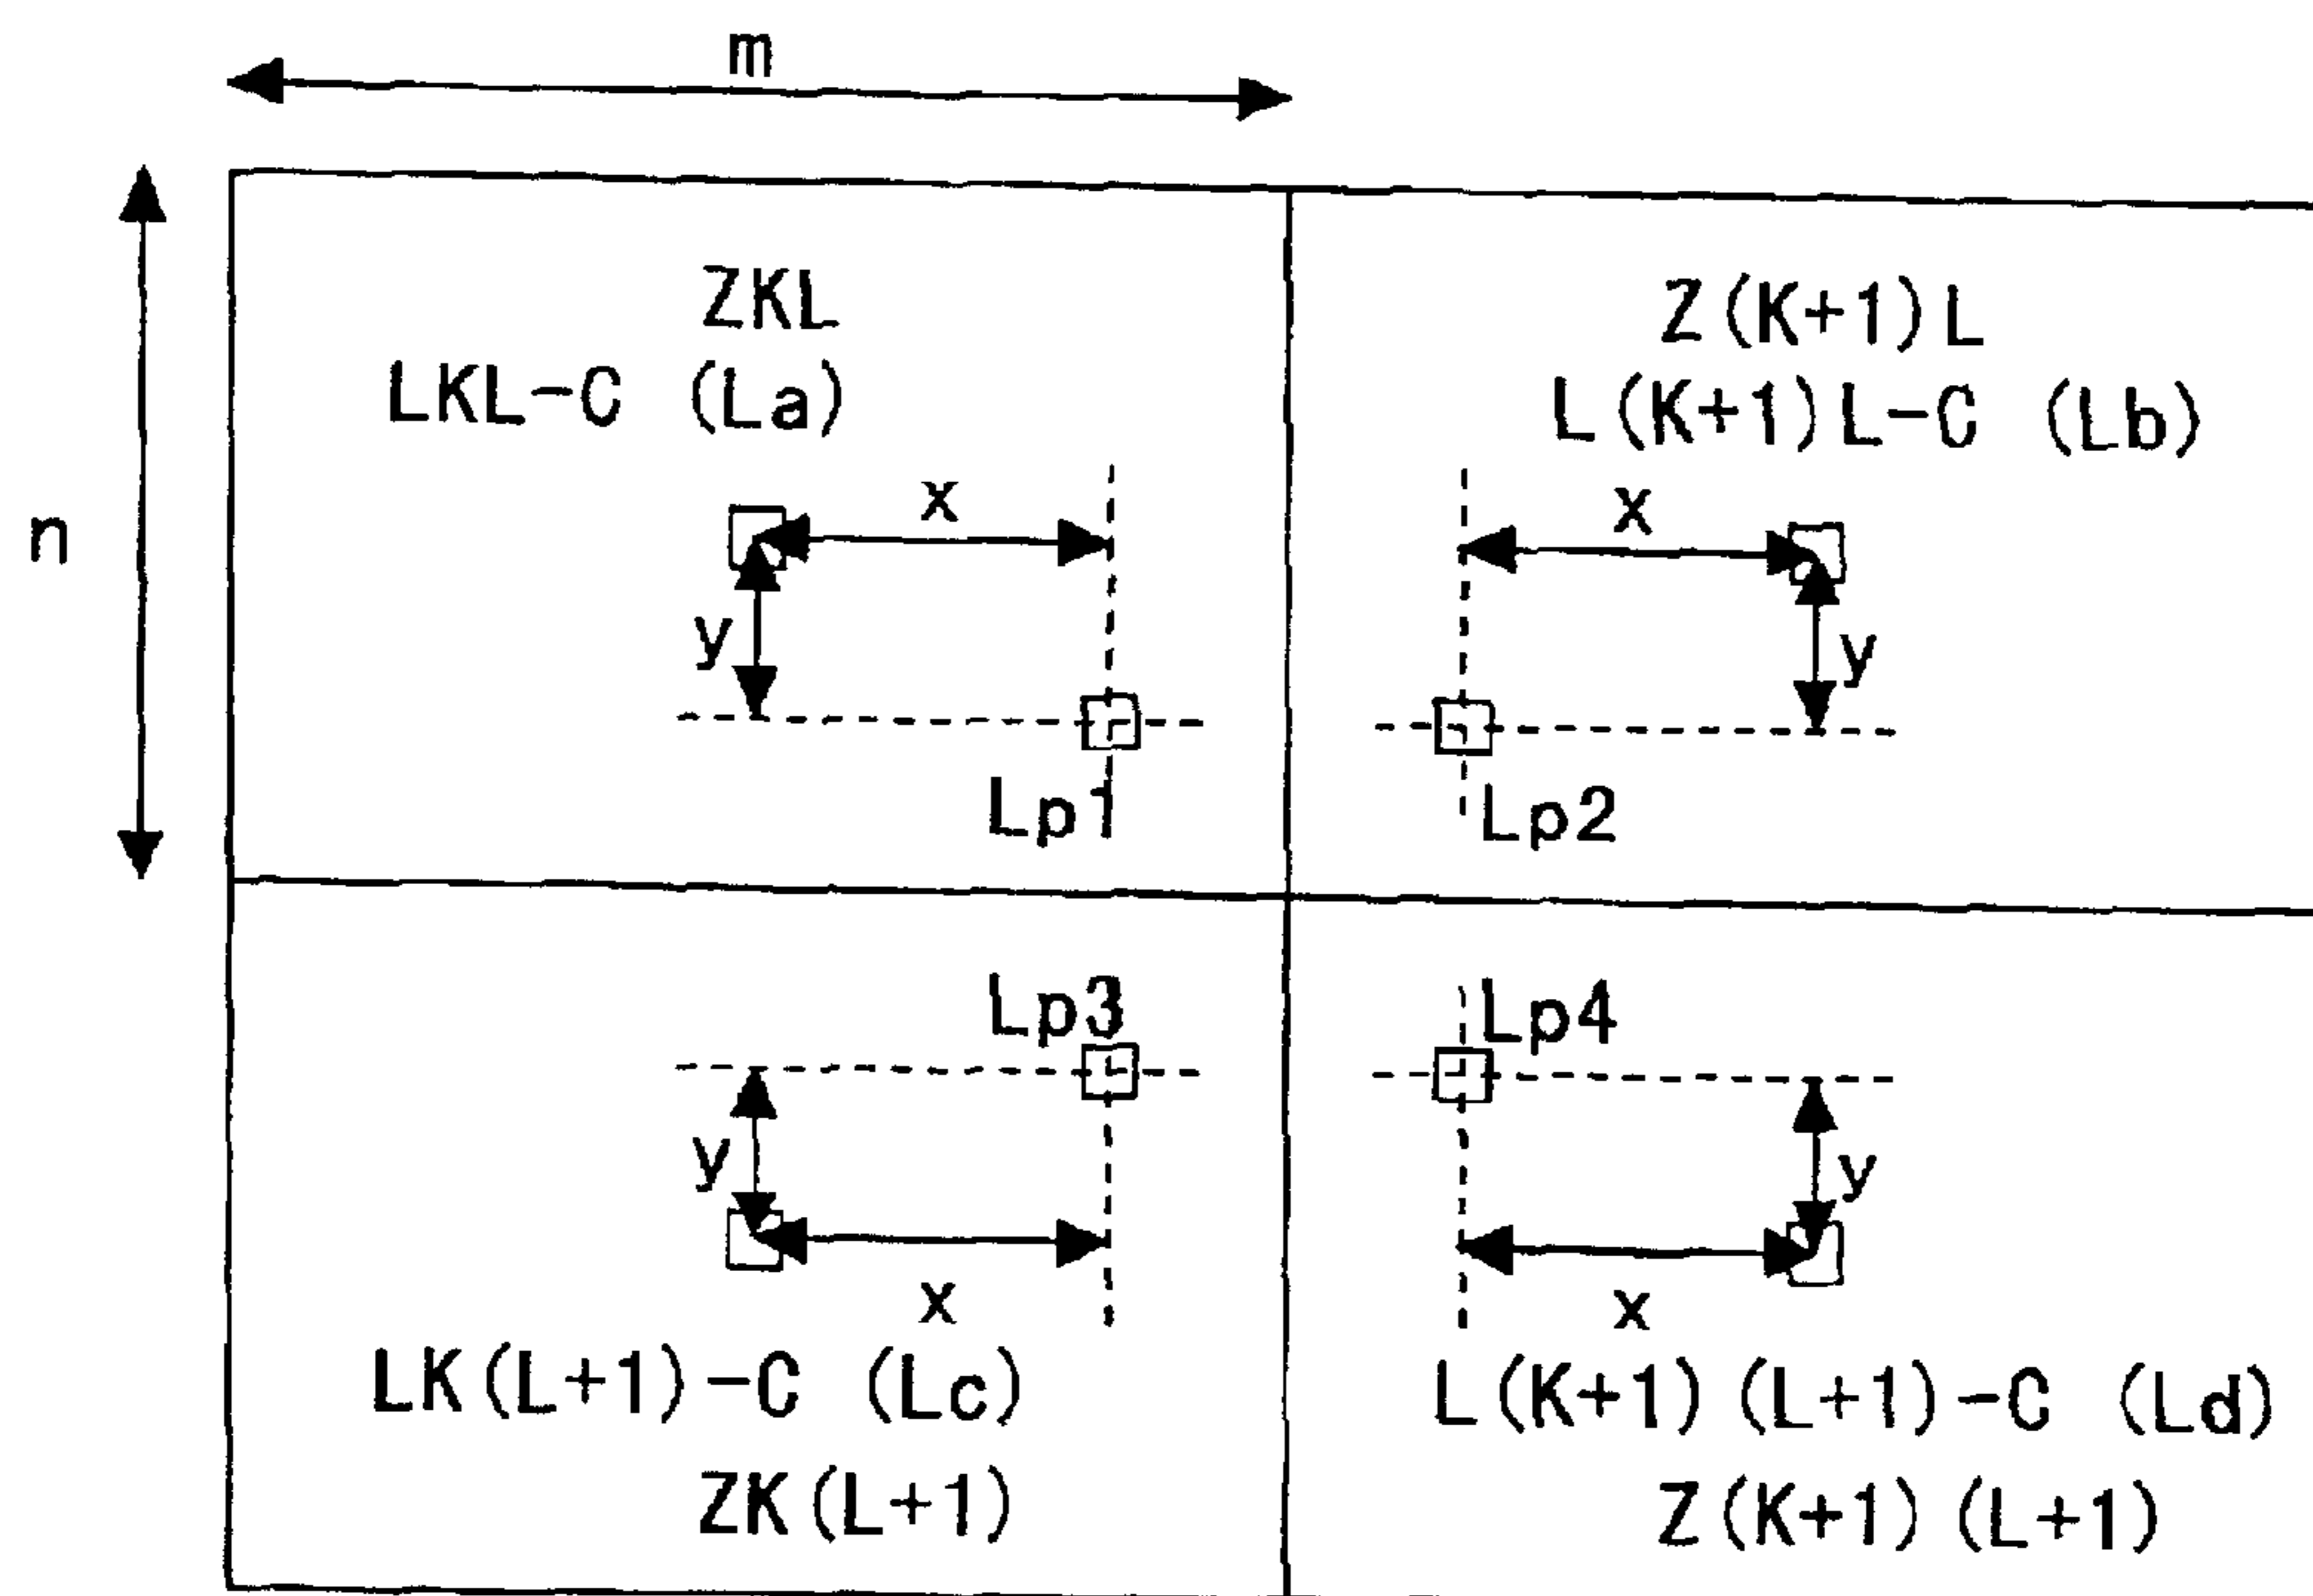 m
n
ZKL
LKL-C (La)
x
y
Lp1
Z(K+1)L
L(K+1)L-C (Lb)
x
y
Lp2
Lp3
y
x
LK(L+1)-C (Lc)
ZK(L+1)
Lp4
y
x
L(K+1)(L+1)-C (Ld)
Z(K+1)(L+1)